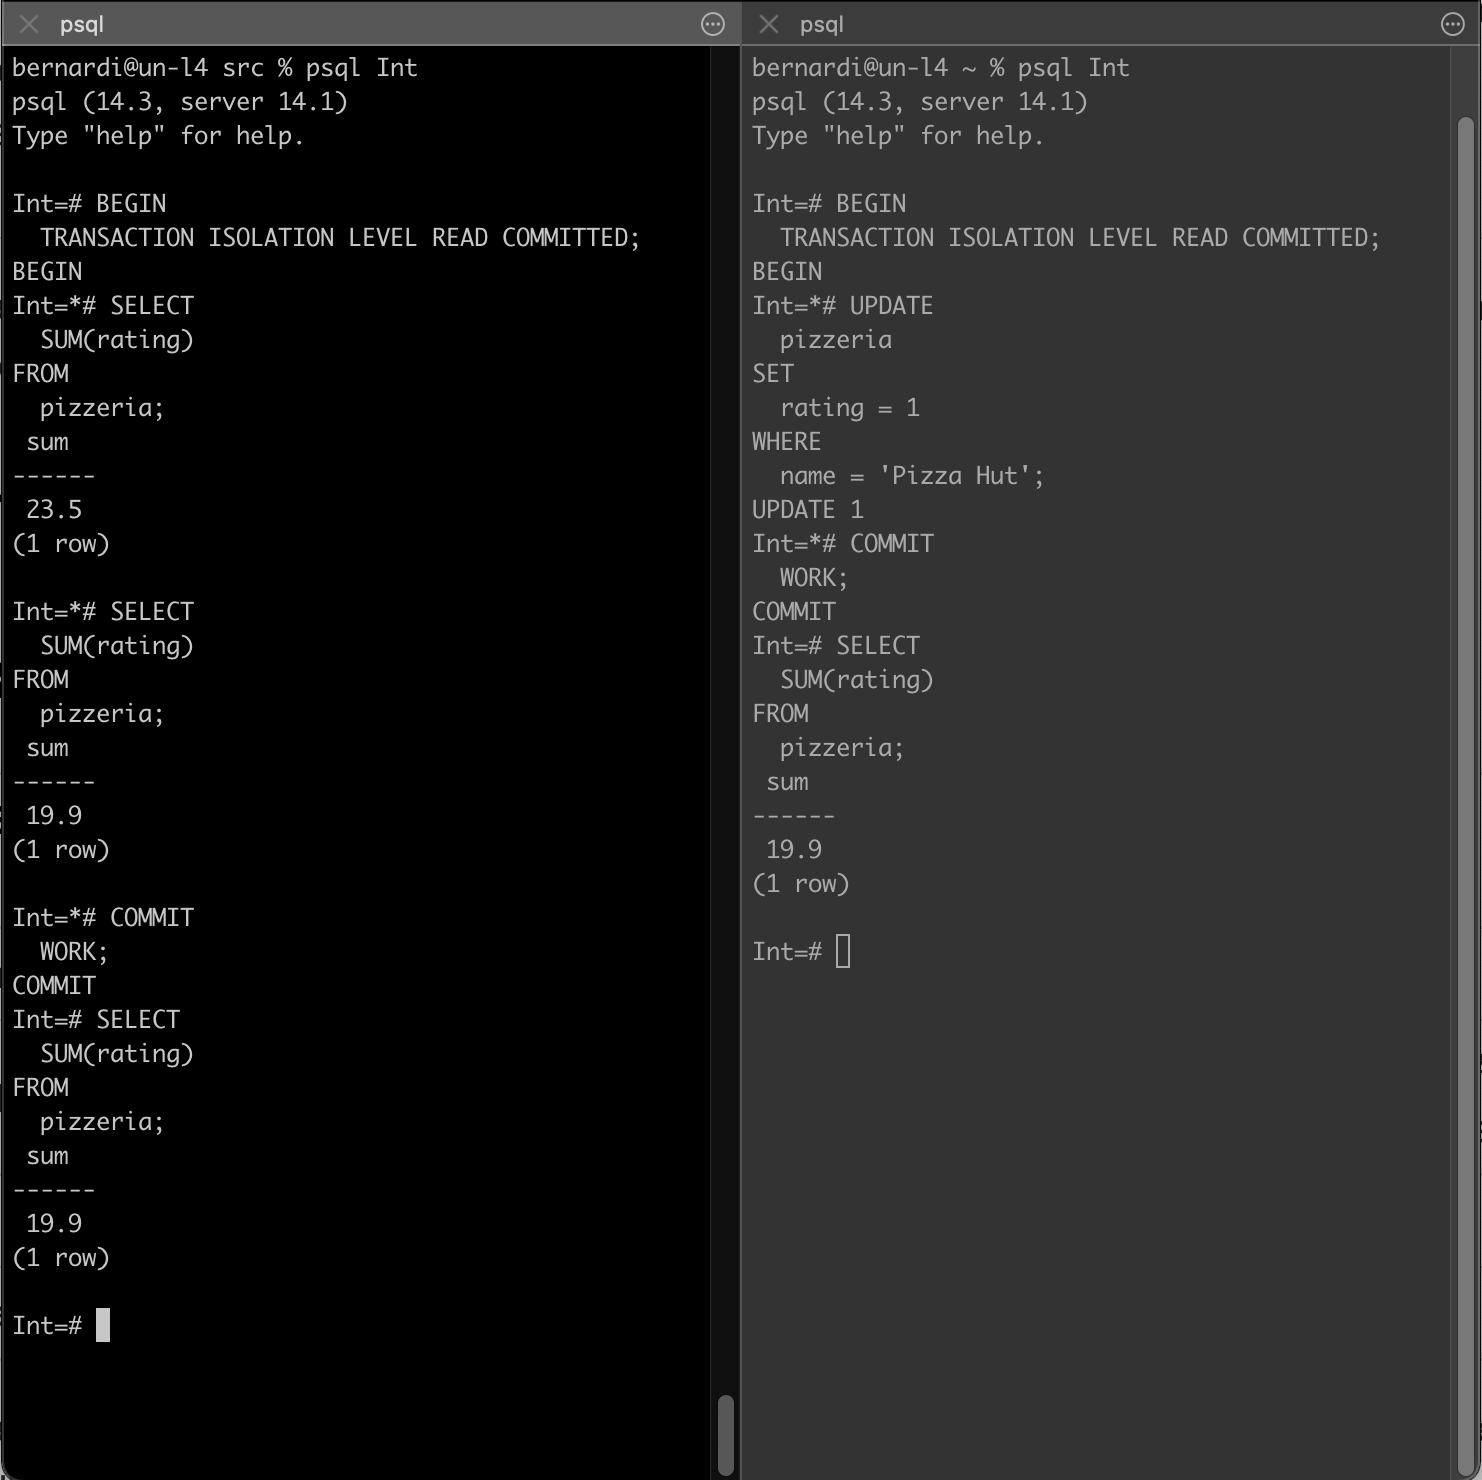 psql
bernardi@un-l4 src % psql Int
psql (14.3, server 14.1)
Type "help" for help.
Int=# BEGIN
TRANSACTION ISOLATION LEVEL READ COMMITTED;
BEGIN
Int=*# SELECT
SUM(rating)
FROM
pizzeria;
sum
------
23.5
(1 row)
Int=*# SELECT
SUM(rating)
FROM
pizzeria;
sum
------
19.9
(1 row)
Int=*# COMMIT
WORK;
COMMIT
Int=# SELECT
SUM(rating)
FROM
pizzeria;
sum
------
19.9
(1 row)
Int=#
psql
bernardi@un-l4 ~ % psql Int
psql (14.3, server 14.1)
Type "help" for help.
Int=# BEGIN
TRANSACTION ISOLATION LEVEL READ COMMITTED;
BEGIN
Int=*# UPDATE
pizzeria
SET
rating = 1
WHERE
name = 'Pizza Hut';
UPDATE 1
Int=*# COMMIT
WORK;
COMMIT
Int=# SELECT
SUM(rating)
FROM
pizzeria;
sum
------
19.9
(1 row)
Int=#